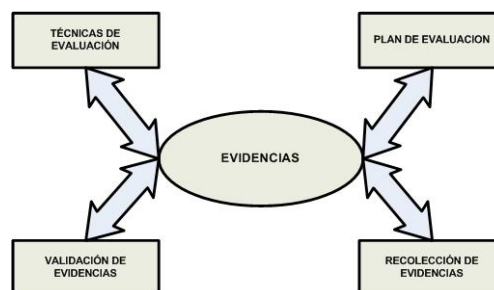 TÉCNICAS DE
EVALUACIÓN
PLAN DE EVALUACION
EVIDENCIAS
VALIDACIÓN DE
EVIDENCIAS
RECOLECCIÓN DE
EVIDENCIAS